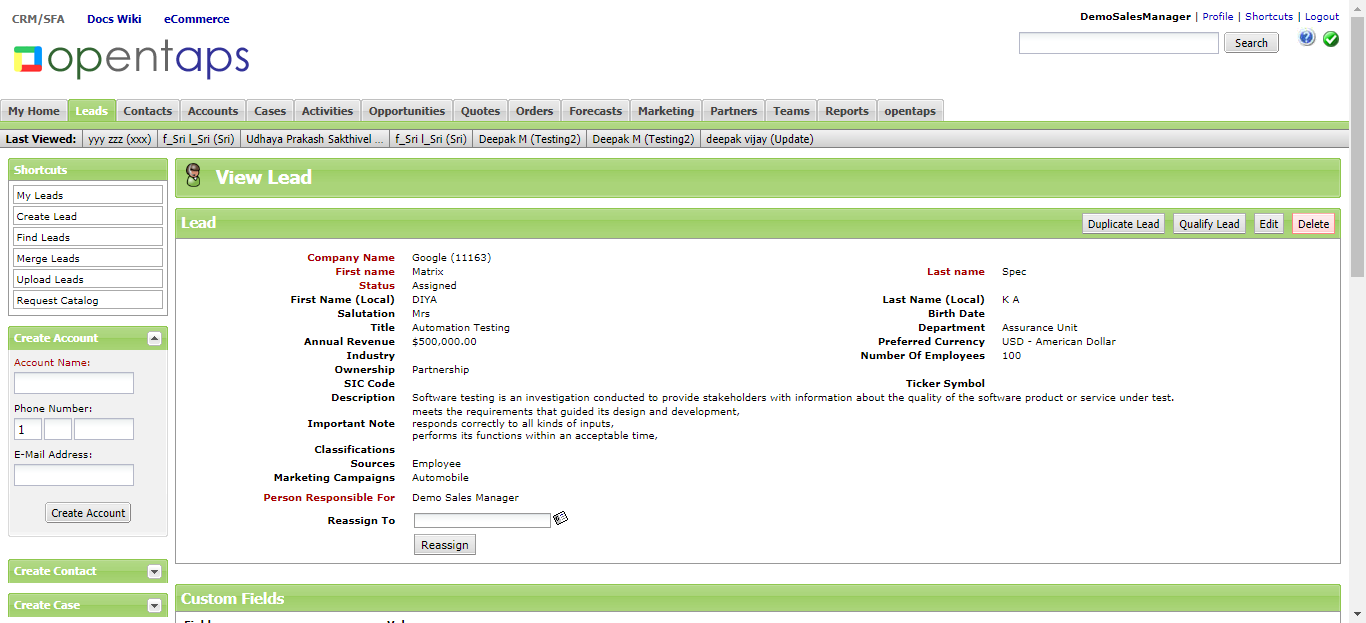 CRM/SFA Docs Wiki eCommerce
DemoSalesManager | Profile | Shortcuts | Logout
opentaps
Search
My Home Leads Contacts Accounts Cases Activities Opportunities Quotes Orders Forecasts Marketing Partners Teams Reports opentaps
Last Viewed: yyy zzz (xxx) f_Sri l_Sri (Sri) Udhaya Prakash Sakthivel ... f_Sri l_Sri (Sri) Deepak M (Testing2) Deepak M (Testing2) deepak vijay (Update)
Shortcuts
My Leads
Create Lead
Find Leads
Merge Leads
Upload Leads
Request Catalog
Create Account
Account Name:
Phone Number:
1
E-Mail Address:
Create Account
Create Contact
Create Case
View Lead
Lead Duplicate Lead Qualify Lead Edit Delete
Company Name Google (11163)
First name Matrix Last name Spec
Status Assigned
First Name (Local) DIYA Last Name (Local) K A
Salutation Mrs Birth Date
Title Automation Testing Department Assurance Unit
Annual Revenue $500,000.00 Preferred Currency USD - American Dollar
Industry Number Of Employees 100
Ownership Partnership
SIC Code Ticker Symbol
Description Software testing is an investigation conducted to provide stakeholders with information about the quality of the software product or service under test.
meets the requirements that guided its design and development,
Important Note responds correctly to all kinds of inputs,
performs its functions within an acceptable time,
Classifications
Sources Employee
Marketing Campaigns Automobile
Person Responsible For Demo Sales Manager
Reassign To
Reassign
Custom Fields